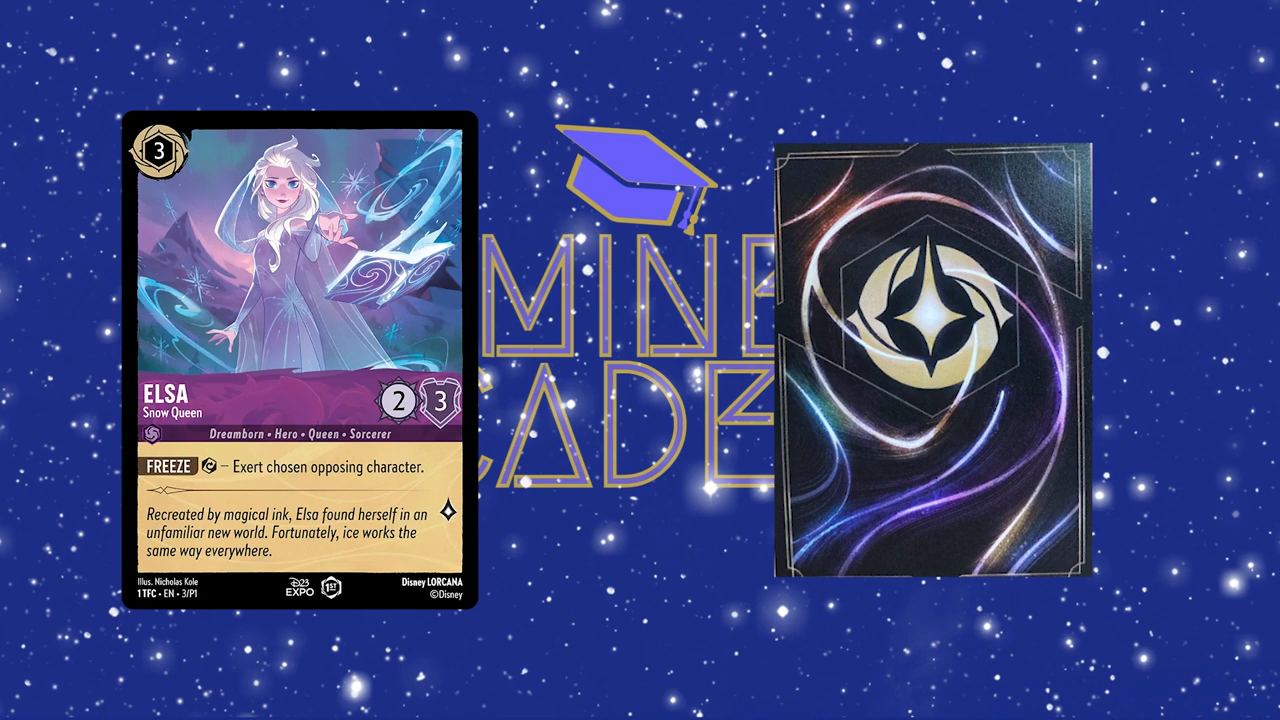 3
ELSA
Snow Queen
2 3
Dreamborn • Hero • Queen • Sorcerer
FREEZE – Exert chosen opposing character.
Recreated by magical ink, Elsa found herself in an
unfamiliar new world. Fortunately, ice works the
same way everywhere.
Illus. Nicholas Kole
1TFC • EN • 3/P1
D23
EXPO
1ST
Disney LORCANA
©Disney